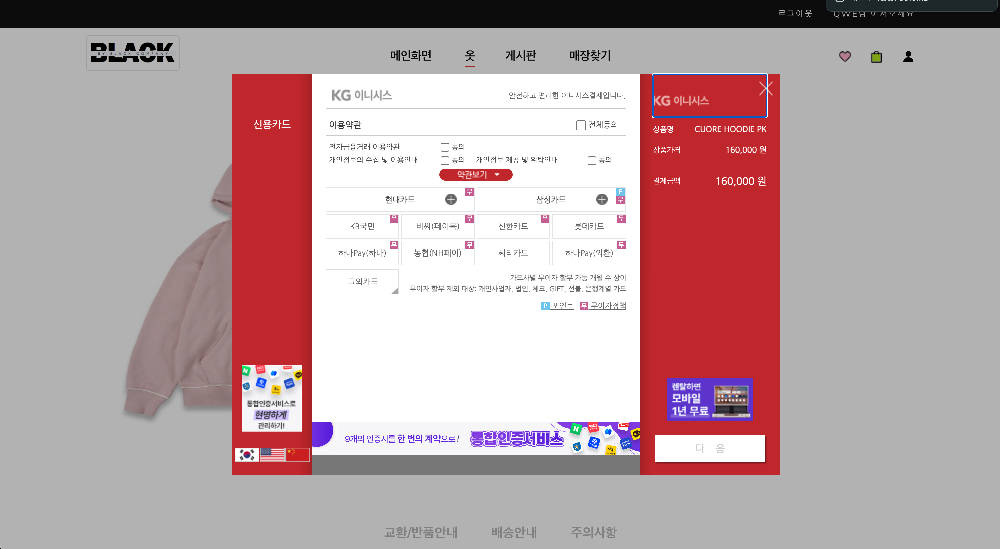 로그아웃 QWE님 어서오세요
BLACK
BY BLACK COMPANY
메인화면 옷 게시판 매장찾기
신용카드
KG 이니시스
안전하고 편리한 이니시스결제입니다.
이용약관
전체동의
전자금융거래 이용약관 동의
개인정보의 수집 및 이용안내 동의 개인정보 제공 및 위탁안내 동의
약관보기
현대카드 무 삼성카드 P 무
KB국민 무 비씨(페이북) 무 신한카드 무 롯데카드 무
하나Pay(하나) 무 농협(NH페이) 무 씨티카드 하나Pay(외환) 무
그외카드
카드사별 무이자 할부 가능 개월 수 상이
무이자 할부 제외 대상: 개인사업자, 법인, 체크, GIFT, 선불, 은행계열 카드
P 포인트 무 무이자정책
KG 이니시스
상품명 CUORE HOODIE PK
상품가격 160,000 원
결제금액 160,000 원
통합인증서비스로
현명하게
관리하기!
9개의 인증서를 한 번의 계약으로! 통합인증서비스
N PASS PAYCO TALK
렌탈하면
모바일
1년 무료
다 음
교환/반품안내 배송안내 주의사항